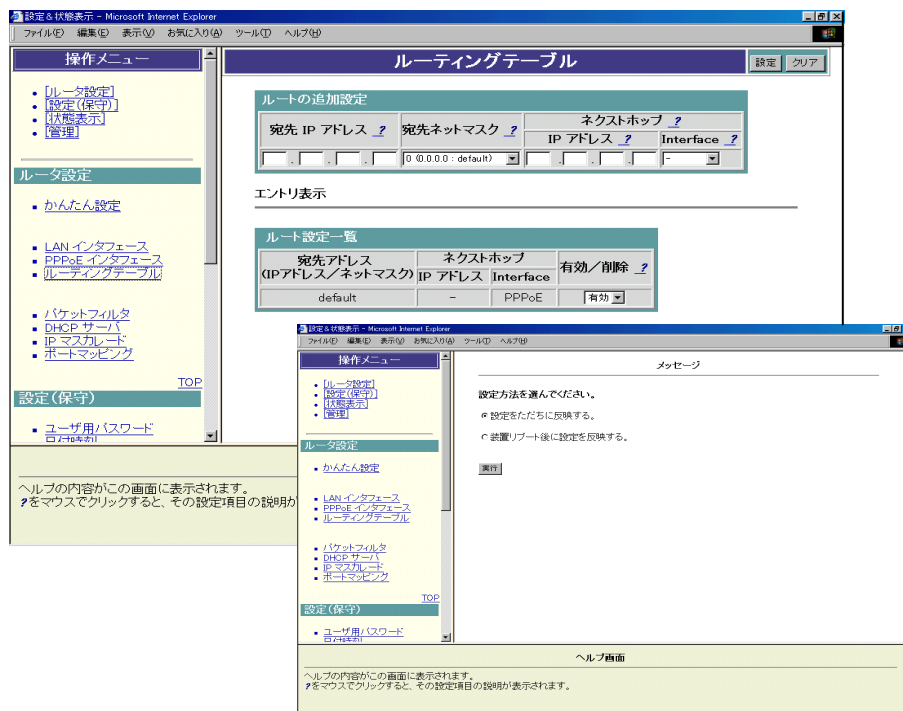 設定&状態表示 - Microsoft Internet Explorer
ファイル(F) 編集(E) 表示(V) お気に入り(A) ツール(T) ヘルプ(H)
操作メニュー
[ルータ設定]
[設定(保守)]
[状態表示]
[管理]
ルータ設定
かんたん設定
LAN インタフェース
PPPoE インタフェース
ルーティングテーブル
パケットフィルタ
DHCP サーバ
IP マスカレード
ポートマッピング
TOP
設定(保守)
ユーザ用パスワード
日付時刻
ルーティングテーブル
設定 クリア
ルートの追加設定
宛先 IP アドレス ? 宛先ネットマスク ? ネクストホップ ?
IP アドレス ? Interface ?
. . . 0 (0.0.0.0 : default) . . . -
エントリ表示
ルート設定一覧
宛先アドレス
(IPアドレス/ネットマスク) ネクストホップ 有効/削除 ?
IP アドレス Interface
default - PPPoE 有効
ヘルプの内容がこの画面に表示されます。
?をマウスでクリックすると、その設定項目の説明が
設定&状態表示 - Microsoft Internet Explorer
ファイル(F) 編集(E) 表示(V) お気に入り(A) ツール(T) ヘルプ(H)
操作メニュー
[ルータ設定]
[設定(保守)]
[状態表示]
[管理]
ルータ設定
かんたん設定
LAN インタフェース
PPPoE インタフェース
ルーティングテーブル
パケットフィルタ
DHCP サーバ
IP マスカレード
ポートマッピング
TOP
設定(保守)
ユーザ用パスワード
日付時刻
メッセージ
設定方法を選んでください。
設定をただちに反映する。
装置リブート後に設定を反映する。
実行
ヘルプ画面
ヘルプの内容がこの画面に表示されます。
?をマウスでクリックすると、その設定項目の説明が表示されます。